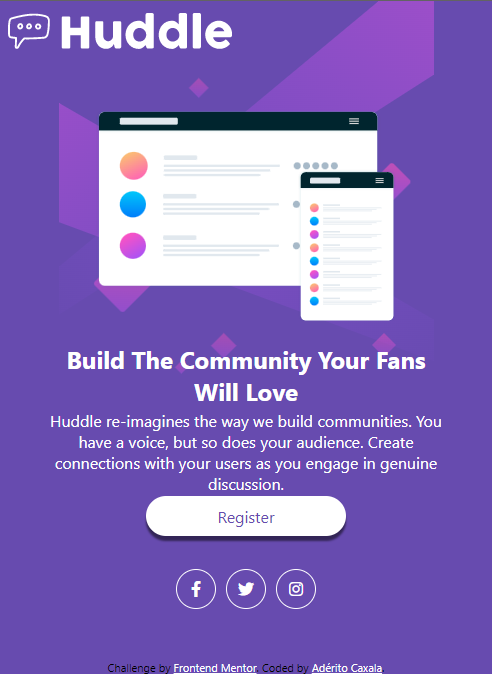 Huddle
Build The Community Your Fans
Will Love
Huddle re-imagines the way we build communities. You
have a voice, but so does your audience. Create
connections with your users as you engage in genuine
discussion.
Register
Challenge by Frontend Mentor. Coded by Adérito Caxala.